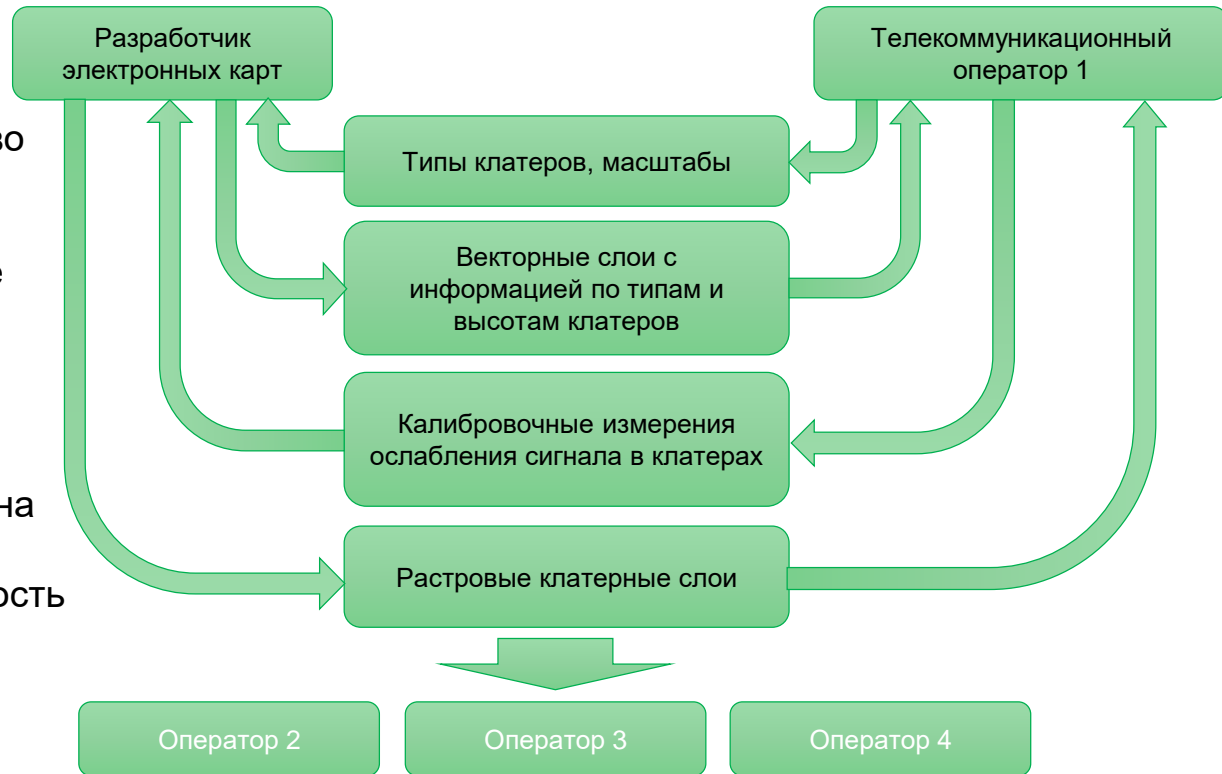 Разработчик
электронных карт
Телекоммуникационный
оператор 1
во
Типы клатеров, масштабы
е
Векторные слои с
информацией по типам и
высотам клатеров
Калибровочные измерения
ослабления сигнала в клатерах
на
Растровые клатерные слои
ость
Оператор 2
Оператор 3
Оператор 4